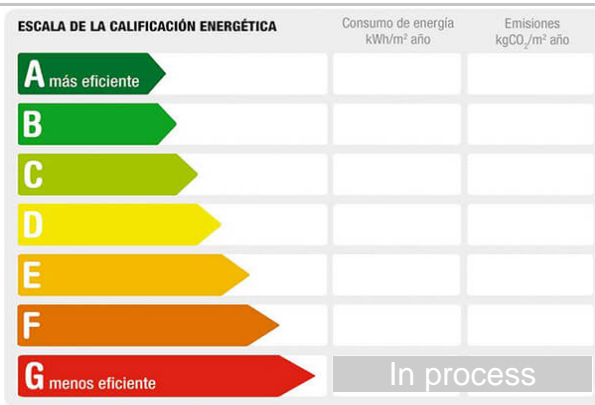 ESCALA DE LA CALIFICACIÓN ENERGÉTICA
Consumo de energía
kWh/m² año
Emisiones
kgCO₂/m² año
A más eficiente
B
C
D
E
F
G menos eficiente
In process